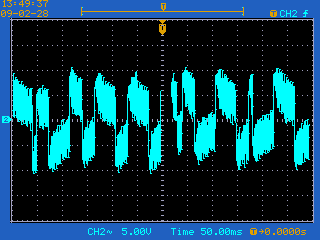 13:49:37
09-02-28
T
T CH2 f
T
2
CH2~ 5.00V Time 50.00ms T→0.0000s